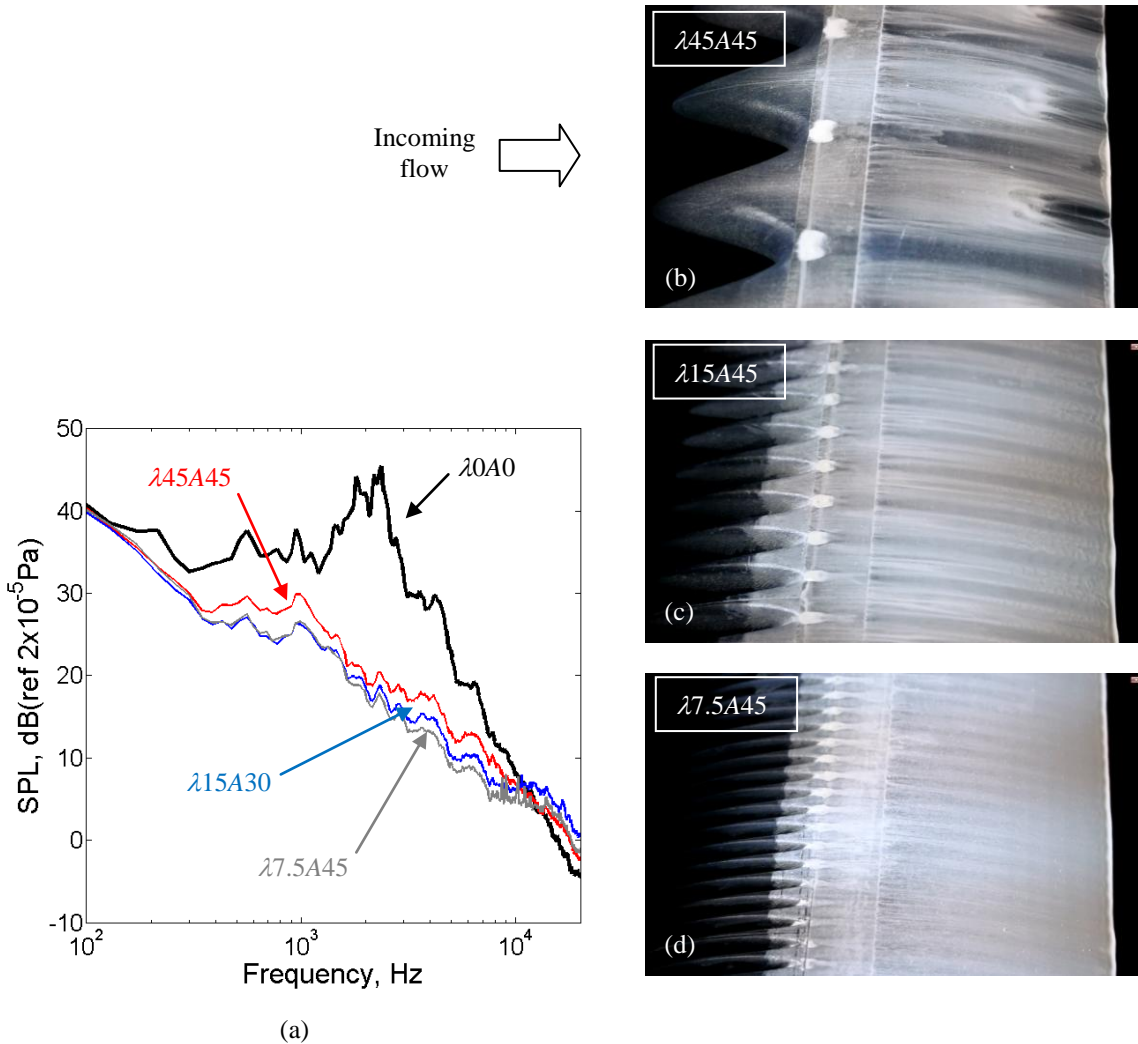 Incoming
flow
λ45A45
(b)
λ15A45
(c)
λ7.5A45
(d)
50
40
30
20
10
0
-10
SPL, dB(ref 2x10⁻⁵Pa)
λ45A45
λ0A0
λ15A30
λ7.5A45
10² 10³ 10⁴
Frequency, Hz
(a)